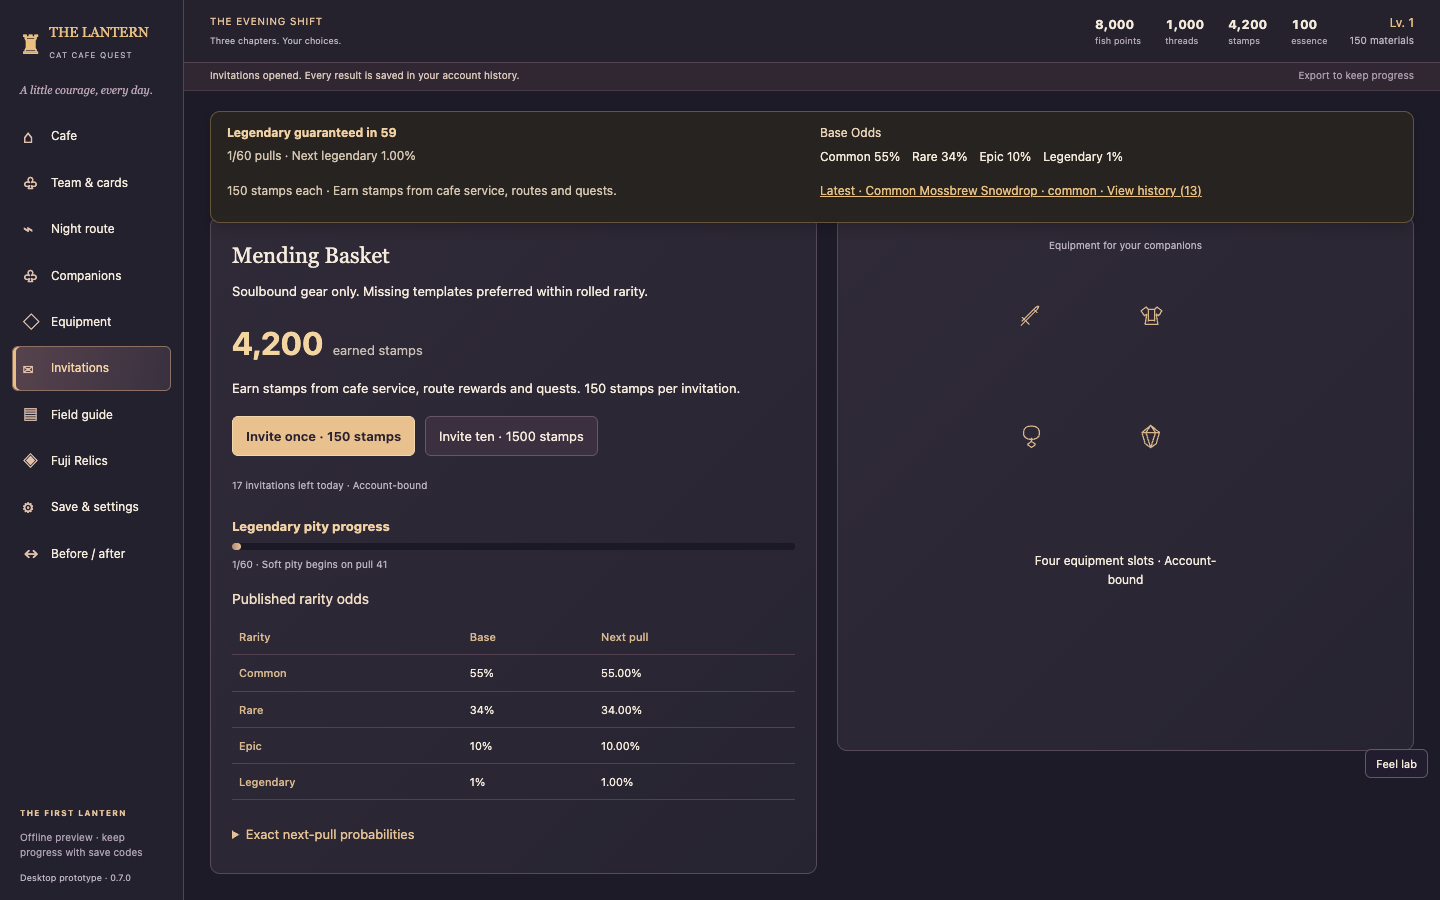 THE LANTERN
CAT CAFE QUEST
A little courage, every day.
Cafe
Team & cards
Night route
Companions
Equipment
Invitations
Field guide
Fuji Relics
Save & settings
Before / after
THE FIRST LANTERN
Offline preview · keep
progress with save codes
Desktop prototype · 0.7.0
THE EVENING SHIFT
Three chapters. Your choices.
8,000
fish points
1,000
threads
4,200
stamps
100
essence
Lv. 1
150 materials
Invitations opened. Every result is saved in your account history.
Export to keep progress
Legendary guaranteed in 59
1/60 pulls · Next legendary 1.00%
150 stamps each · Earn stamps from cafe service, routes and quests.
Base Odds
Common 55% Rare 34% Epic 10% Legendary 1%
Latest · Common Mossbrew Snowdrop · common · View history (13)
Mending Basket
Soulbound gear only. Missing templates preferred within rolled rarity.
4,200 earned stamps
Earn stamps from cafe service, route rewards and quests. 150 stamps per invitation.
Invite once · 150 stamps
Invite ten · 1500 stamps
17 invitations left today · Account-bound
Legendary pity progress
1/60 · Soft pity begins on pull 41
Published rarity odds
Rarity Base Next pull
Common 55% 55.00%
Rare 34% 34.00%
Epic 10% 10.00%
Legendary 1% 1.00%
Exact next-pull probabilities
Equipment for your companions
Four equipment slots · Account-
bound
Feel lab